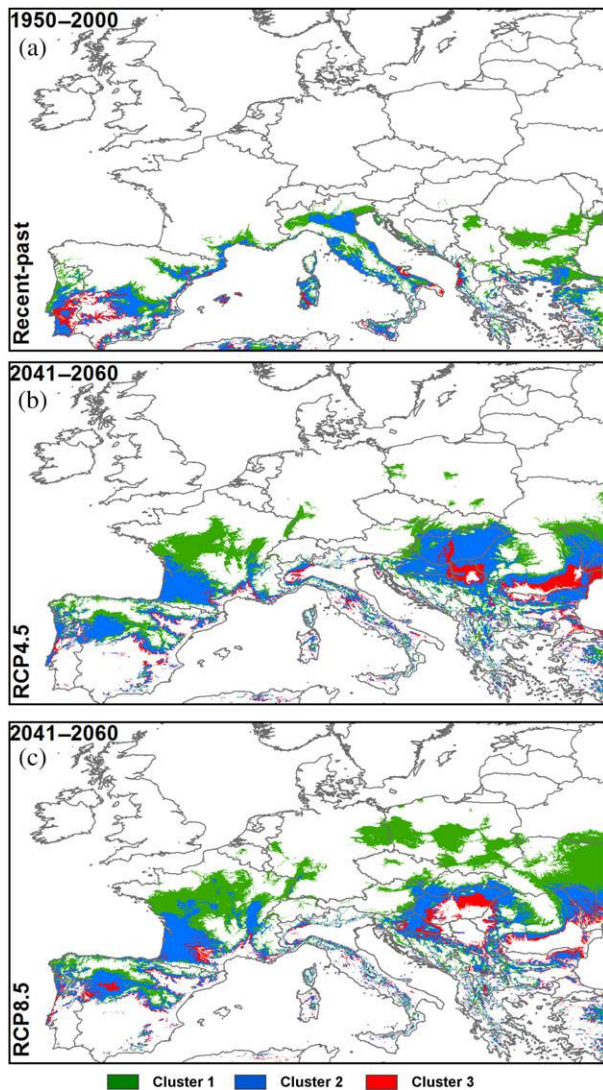 1950–2000
(a)
Recent-past
2041–2060
(b)
RCP4.5
2041–2060
(c)
RCP8.5
Cluster 1 Cluster 2 Cluster 3